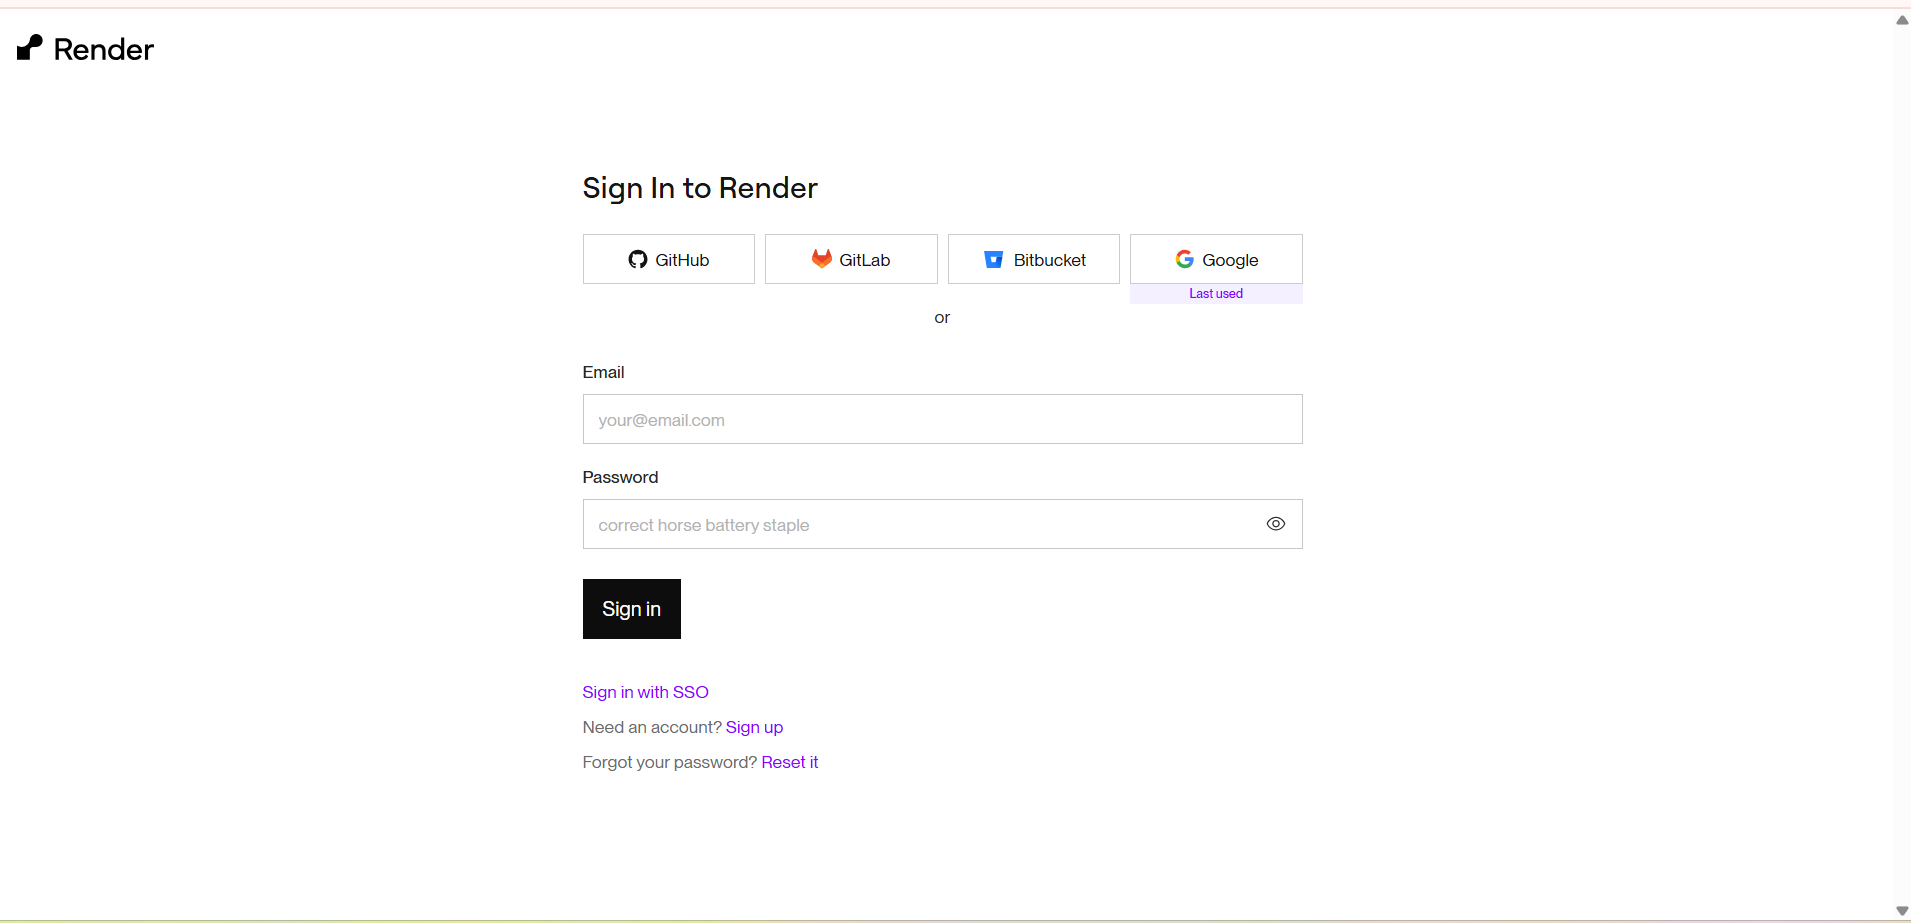 Render
Sign In to Render
GitHub GitLab Bitbucket Google
Last used
or
Email
your@email.com
Password
correct horse battery staple
Sign in
Sign in with SSO
Need an account? Sign up
Forgot your password? Reset it